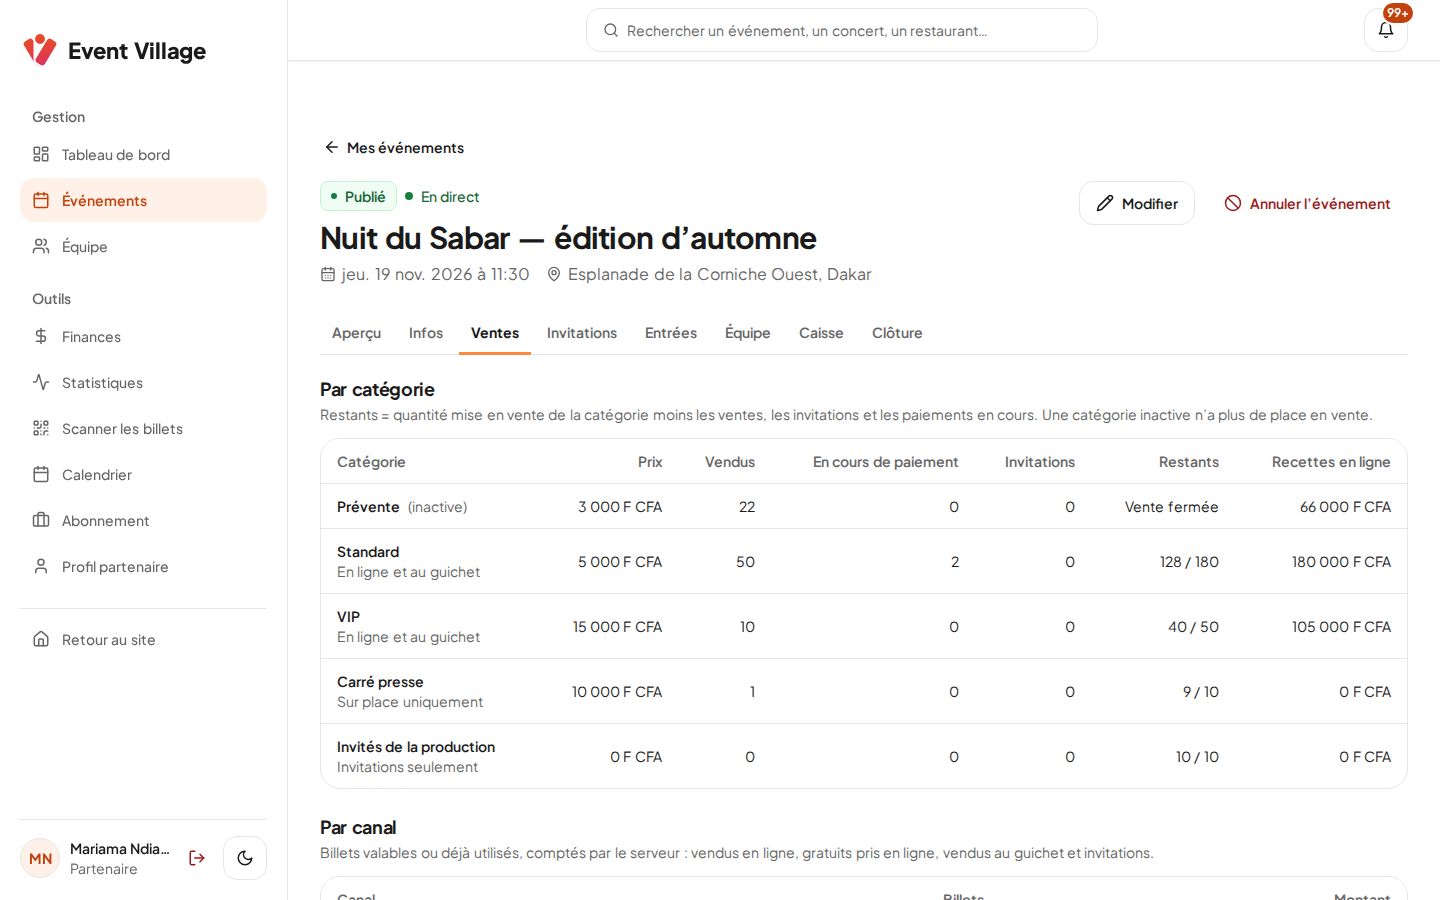 Event Village
Rechercher un événement, un concert, un restaurant…
99+
Gestion
Tableau de bord
Événements
Équipe
Outils
Finances
Statistiques
Scanner les billets
Calendrier
Abonnement
Profil partenaire
Retour au site
MN
Mariama Ndia…
Partenaire
Mes événements
Publié
En direct
Modifier
Annuler l’événement
Nuit du Sabar — édition d’automne
jeu. 19 nov. 2026 à 11:30 Esplanade de la Corniche Ouest, Dakar
Aperçu Infos Ventes Invitations Entrées Équipe Caisse Clôture
Par catégorie
Restants = quantité mise en vente de la catégorie moins les ventes, les invitations et les paiements en cours. Une catégorie inactive n’a plus de place en vente.
Catégorie Prix Vendus En cours de paiement Invitations Restants Recettes en ligne
Prévente (inactive) 3 000 F CFA 22 0 0 Vente fermée 66 000 F CFA
Standard
En ligne et au guichet
5 000 F CFA 50 2 0 128 / 180 180 000 F CFA
VIP
En ligne et au guichet
15 000 F CFA 10 0 0 40 / 50 105 000 F CFA
Carré presse
Sur place uniquement
10 000 F CFA 1 0 0 9 / 10 0 F CFA
Invités de la production
Invitations seulement
0 F CFA 0 0 0 10 / 10 0 F CFA
Par canal
Billets valables ou déjà utilisés, comptés par le serveur : vendus en ligne, gratuits pris en ligne, vendus au guichet et invitations.
Canal Billets Montant